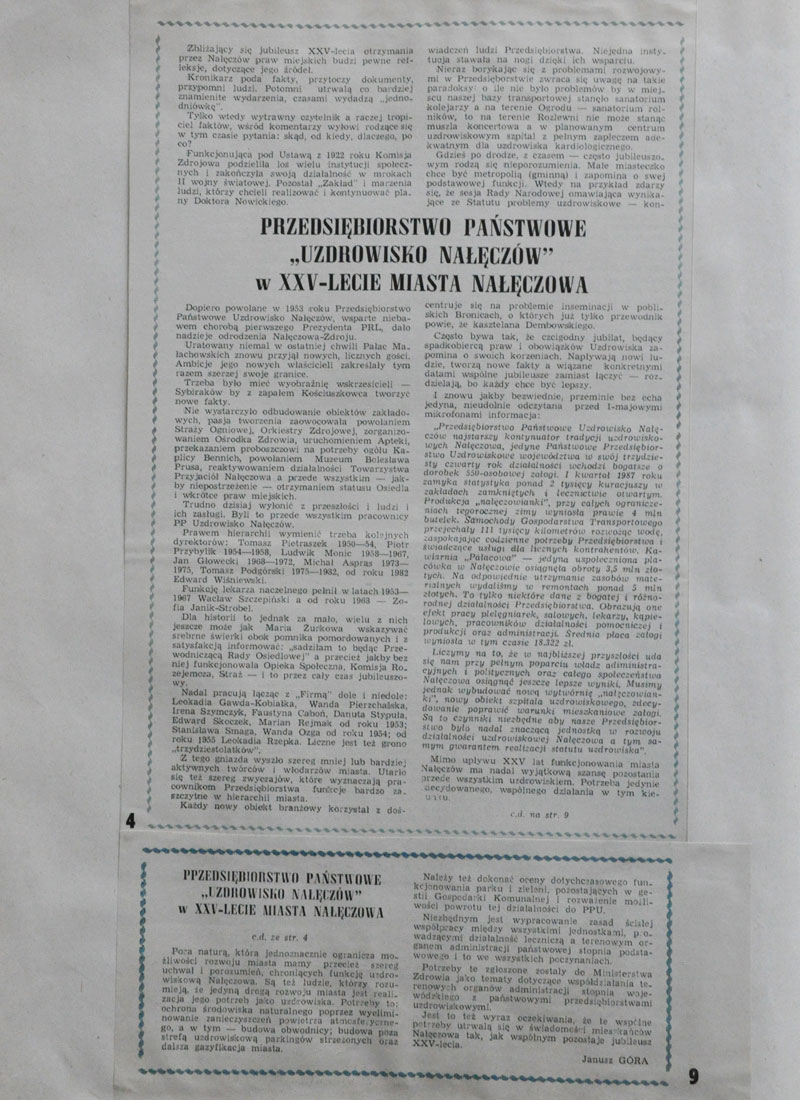 Zbliżający się jubileusz XXV-lecia otrzymania
przez Nałęczów praw miejskich budzi pewne ref-
leksje, dotyczące jego źródeł.
Kronikarz poda fakty, przytoczy dokumenty,
przypomni ludzi. Potomni utrwalą co bardziej
znamienite wydarzenia, czasami wydadzą „jedno-
dniówkę”.
Tylko wtedy wytrawny czytelnik a raczej tropi-
ciel faktów, wśród komentarzy wyłowi rodzące się
w tym czasie pytania: skąd, od kiedy, dlaczego, po
co?
Funkcjonująca pod Ustawą z 1922 roku Komisja
Zdrojowa podzieliła los wielu instytucji społecz-
nych i zakończyła swoją działalność w mrokach
II wojny światowej. Pozostał „Zakład” i marzenia
ludzi, którzy chcieli realizować i kontynuować pla-
ny Doktora Nowickiego.
wiadczeń ludzi Przedsiębiorstwa. Niejedna insty-
tucja stawała na nogi dzięki ich wsparciu.
Nieraz borykając się z problemami rozwojowy-
mi w Przedsiębiorstwie zwraca się uwagę na takie
paradoksy: o ile nie było problemów by w miej-
scu naszej bazy transportowej stanęło sanatorium
kolejarzy a na terenie Ogrodu — sanatorium rol-
ników, to na terenie Rozlewni nie może stanąć
muszla koncertowa a w planowanym centrum
uzdrowiskowym szpital z pełnym zapleczem ade-
kwatnym dla uzdrowiska kardiologicznego.
Gdzieś po drodze, z czasem — często jubileuszo-
wym rodzą się nieporozumienia. Małe miasteczko
chce być metropolią (gminną) i zapomina o swej
podstawowej funkcji. Wtedy na przykład zdarzy
się, że sesja Rady Narodowej omawiająca wynika-
jące ze Statutu problemy uzdrowiskowe — kon-
PRZEDSIĘBIORSTWO PAŃSTWOWE
„UZDROWISKO NAŁĘCZÓW”
w XXV-LECIE MIASTA NAŁĘCZOWA
Dopiero powołane w 1953 roku Przedsiębiorstwo
Państwowe Uzdrowisko Nałęczów, wsparte nieba-
wem chorobą pierwszego Prezydenta PRL, dało
nadzieje odrodzenia Nałęczowa-Zdroju.
Uratowany niemal w ostatniej chwili Pałac Ma-
łachowskich znowu przyjął nowych, licznych gości.
Ambicje jego nowych właścicieli zakreślały tym
razem szerzej swoje granice.
Trzeba było mieć wyobraźnię wskrzesicieli —
Sybiraków by z zapałem Kościuszkowca tworzyć
nowe fakty.
Nie wystarczyło odbudowanie obiektów zakłado-
wych, pasja tworzenia zaowocowała powołaniem
Straży Ogniowej, Orkiestry Zdrojowej, zorganizo-
waniem Ośrodka Zdrowia, uruchomieniem Apteki,
przekazaniem proboszczowi na potrzeby ogółu Ka-
plicy Bennich, powołaniem Muzeum Bolesława
Prusa, reaktywowaniem działalności Towarzystwa
Przyjaciół Nałęczowa a przede wszystkim — jak-
by niepostrzeżenie — otrzymaniem statusu Osiedla
i wkrótce praw miejskich.
Trudno dzisiaj wyłonić z przeszłości i ludzi i
ich zasługi. Byli to przede wszystkim pracownicy
PP Uzdrowisko Nałęczów.
Prawem hierarchii wymienić trzeba kolejnych
dyrektorów: Tomasz Pietraszek 1950—54, Piotr
Przybylik 1954—1958, Ludwik Monic 1958—1967,
Jan Głowecki 1968—1972, Michał Aspras 1973—
1975, Tomasz Podgórski 1975—1982, od roku 1982
Edward Wiśniewski.
Funkcję lekarza naczelnego pełnił w latach 1953—
1967 Wacław Szczepiński a od roku 1968 — Zo-
fia Janik-Strobel.
Dla historii to jednak za mało, wielu z nich
jeszcze może jak Maria Żurkowa wskazywać
srebrne świerki obok pomnika pomordowanych i z
satysfakcją informować: „sadziłam to będąc Prze-
wodniczącą Rady Osiedlowej” a przecież jakby bez
niej funkcjonowała Opieka Społeczna, Komisja Ro-
zjemcza, Straż — i to przez cały czas jubileuszo-
wy.
Nadal pracują łącząc z „Firmą” dole i niedole:
Leokadia Gawda-Kobiałka, Wanda Pierzchalska,
Irena Szymczyk, Faustyna Caboń, Danuta Stypuła,
Edward Skoczek, Marian Rejmak od roku 1953;
Stanisława Smaga, Wanda Ozga od roku 1954; od
roku 1955 Leokadia Rzepka. Liczne jest też grono
„trzydziestolatków”.
Z tego gniazda wyszło szereg mniej lub bardziej
aktywnych twórców i włodarzów miasta. Utarło
się też szereg zwyczajów, które wyznaczają pra-
cownikom Przedsiębiorstwa funkcje bardzo za-
szczytne w hierarchii miasta.
Każdy nowy obiekt branżowy korzystał z doś-
centruje się na problemie inseminacji w pobli-
skich Bronicach, o których już tylko przewodnik
powie, że kasztelana Dembowskiego.
Często bywa tak, że czcigodny jubilat, będący
spadkobiercą praw i obowiązków Uzdrowiska za-
pomina o swoich korzeniach. Napływają nowi lu-
dzie, tworzą nowe fakty a wiązane konkretnymi
datami wspólne jubileusze zamiast łączyć — roz-
dzielają, bo każdy chce być lepszy.
I znowu jakby bezwiednie, przeminie bez echa
jedyna, nieudolnie odczytana przed 1-majowymi
mikrofonami informacja:
„Przedsiębiorstwo Państwowe Uzdrowisko Nałę-
czów najstarszy kontynuator tradycji uzdrowisko-
wych Nałęczowa, jedyne Państwowe Przedsiębior-
stwo Uzdrowiskowe województwa w swój trzydzie-
sty czwarty rok działalności wchodzi bogatsze o
dorobek 550-osobowej załogi. I kwartał 1987 roku
zamyka statystyka ponad 2 tysięcy kuracjuszy w
zakładach zamkniętych i lecznictwie otwartym.
Produkcja „nałęczowianki”, przy całych ogranicze-
niach tegorocznej zimy wyniosła prawie 4 mln
butelek. Samochody Gospodarstwa Transportowego
przejechały 111 tysięcy kilometrów rozwożąc wodę,
zaspokajając codzienne potrzeby Przedsiębiorstwa i
świadcząc usługi dla licznych kontrahentów. Ka-
wiarnia „Pałacowa” — jedyna uspołeczniona pla-
cówka w Nałęczowie osiągnęła obroty 3,5 mln zło-
tych. Na odpowiednie utrzymanie zasobów mate-
rialnych wydaliśmy w remontach ponad 5 mln
złotych. To tylko niektóre dane z bogatej i różno-
rodnej działalności Przedsiębiorstwa. Obrazują one
efekt pracy pielęgniarek, salowych, lekarzy, kąpie-
lowych, pracowników działalności pomocniczej i
produkcji oraz administracji. Średnia płaca załogi
wyniosła w tym czasie 18.322 zł.
Liczymy na to, że w najbliższej przyszłości uda
się nam przy pełnym poparciu władz administra-
cyjnych i politycznych oraz całego społeczeństwa
Nałęczowa osiągnąć jeszcze lepsze wyniki. Musimy
jednak wybudować nową wytwórnię „nałęczowian-
ki”, nowy obiekt szpitala uzdrowiskowego, zdecy-
dowanie poprawić warunki mieszkaniowe załogi.
Są to czynniki niezbędne aby nasze Przedsiębior-
stwo było nadal znaczącą jednostką w rozwoju
działalności uzdrowiskowej Nałęczowa a tym sa-
mym gwarantem realizacji statutu uzdrowiska”.
Mimo upływu XXV lat funkcjonowania miasta
Nałęczów ma nadal wyjątkową szansę pozostania
przede wszystkim uzdrowiskiem. Potrzeba jedynie
decydowanego, wspólnego działania w tym kie-
runku.
c.d. na str. 9
4
PRZEDSIĘBIORSTWO PAŃSTWOWE
„UZDROWISKO NAŁĘCZÓW”
w XXV-LECIE MIASTA NAŁĘCZOWA
c.d. ze str. 4
Poza naturą, która jednoznacznie ogranicza mo-
żliwości rozwoju miasta mamy przecież szereg
uchwał i porozumień, chroniących funkcję uzdro-
wiskową Nałęczowa. Są też ludzie, którzy rozu-
mieją, że jedyną drogą rozwoju miasta jest reali-
zacja jego potrzeb jako uzdrowiska. Potrzeby to:
ochrona środowiska naturalnego poprzez wyelimi-
nowanie zanieczyszczeń powietrza atmosferyczne-
go, a w tym — budowa obwodnicy; budowa poza
strefą uzdrowiskową parkingów strzeżonych oraz
dalsza gazyfikacja miasta.
Należy też dokonać oceny dotychczasowego fun-
kcjonowania parku i zieleni, pozostających w ge-
stii Gospodarki Komunalnej i rozważenie możli-
wości powrotu tej działalności do PPU.
Niezbędnym jest wypracowanie zasad ścisłej
współpracy między wszystkimi jednostkami, pro-
wadzącymi działalność leczniczą a terenowym or-
ganem administracji państwowej stopnia podsta-
wowego i to we wszystkich poczynaniach.
Potrzeby te zgłoszone zostały do Ministerstwa
Zdrowia jako tematy dotyczące współdziałania te-
renowych organów administracji stopnia woje-
wódzkiego z państwowymi przedsiębiorstwami
uzdrowiskowymi.
Jest to też wyraz oczekiwania, że te wspólne
potrzeby utrwalą się w świadomości mieszkańców
Nałęczowa tak, jak wspólnym pozostaje jubileusz
XXV-lecia.
Janusz GÓRA
9